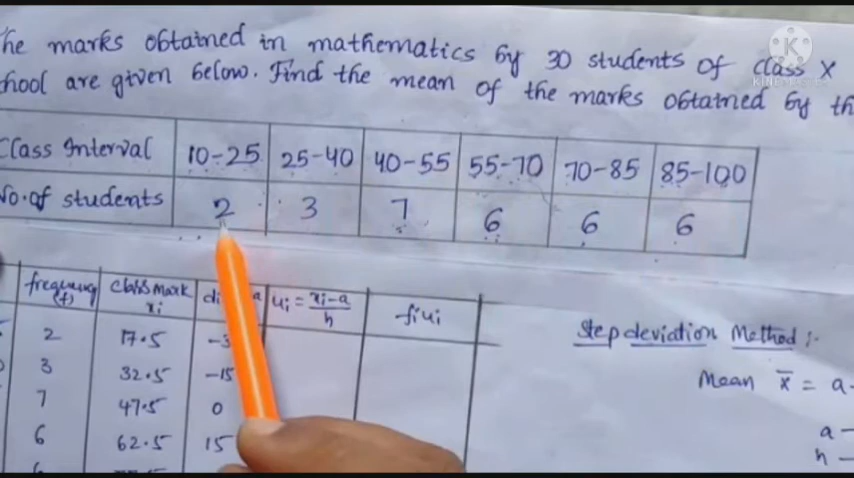 he marks obtained in mathematics by 30 students of class X
hool are given below. Find the mean of the marks obtained by th
Class Interval 10-25 25-40 40-55 55-70 70-85 85-100
No. of students 2 3 7 6 6 6
frequency (f) Class mark xi di a ui = xi-a/h fiui
2 17.5 -3
3 32.5 -15
7 47.5 0
6 62.5 15
Step deviation Method :-
Mean x̄ = a
a -
h -
K